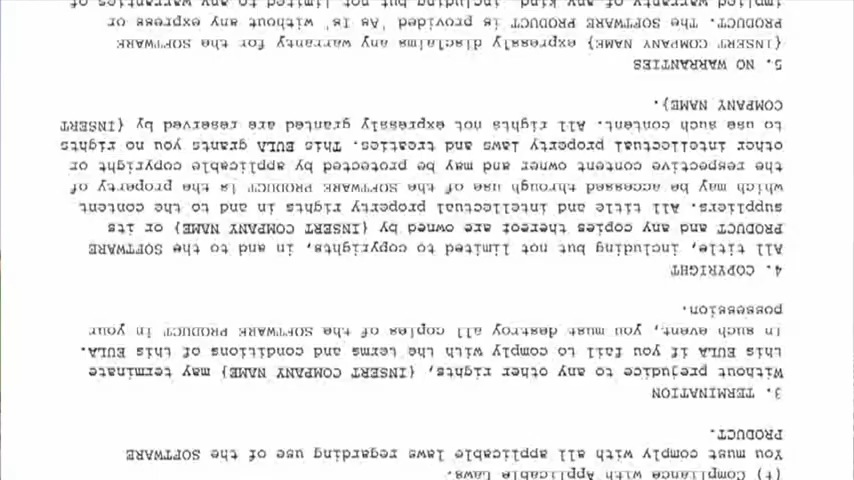 (f) Compliance with Applicable Laws.
You must comply with all applicable laws regarding use of the SOFTWARE
PRODUCT.
3. TERMINATION
Without prejudice to any other rights, {INSERT COMPANY NAME} may terminate
this EULA if you fail to comply with the terms and conditions of this EULA.
In such event, you must destroy all copies of the SOFTWARE PRODUCT in your
possession.
4. COPYRIGHT
All title, including but not limited to copyrights, in and to the SOFTWARE
PRODUCT and any copies thereof are owned by {INSERT COMPANY NAME} or its
suppliers. All title and intellectual property rights in and to the content
which may be accessed through use of the SOFTWARE PRODUCT is the property of
the respective content owner and may be protected by applicable copyright or
other intellectual property laws and treaties. This EULA grants you no rights
to use such content. All rights not expressly granted are reserved by {INSERT
COMPANY NAME}.
5. NO WARRANTIES
{INSERT COMPANY NAME} expressly disclaims any warranty for the SOFTWARE
PRODUCT. The SOFTWARE PRODUCT is provided 'As Is' without any express or
implied warranty of any kind, including but not limited to any warranties of